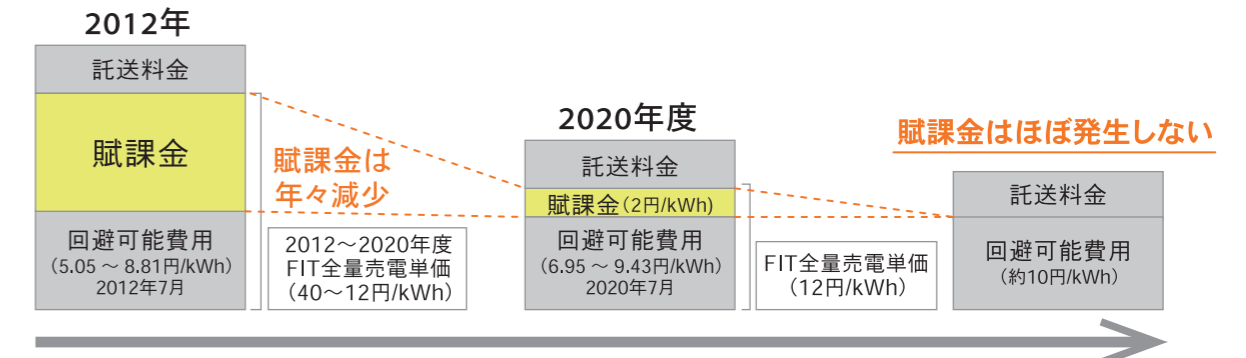 2012年
託送料金
賦課金
回避可能費用
(5.05 ～ 8.81円/kWh)
2012年7月
賦課金は
年々減少
2012～2020年度
FIT全量売電単価
（40～12円/kWh）
2020年度
託送料金
賦課金（2円/kWh)
回避可能費用
(6.95 ～ 9.43円/kWh)
2020年7月
FIT全量売電単価
（12円/kWh）
賦課金はほぼ発生しない
託送料金
回避可能費用
(約10円/kWh)